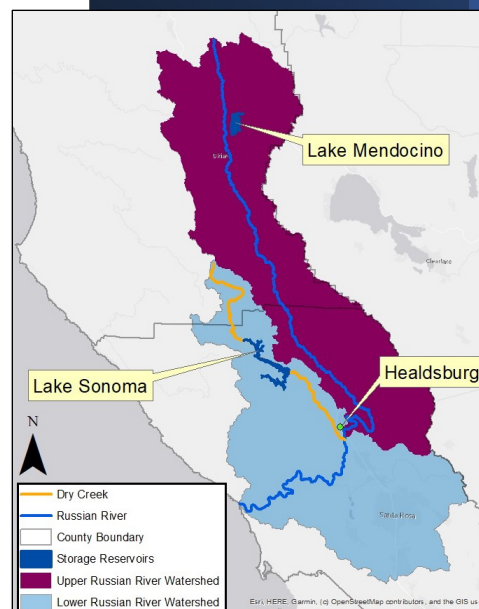 Lake Mendocino
Ukiah
Clearlake
Lake Sonoma
Healdsburg
N
Santa Rosa
Dry Creek
Russian River
County Boundary
Storage Reservoirs
Upper Russian River Watershed
Lower Russian River Watershed
Esri, HERE, Garmin, (c) OpenStreetMap contributors, and the GIS us